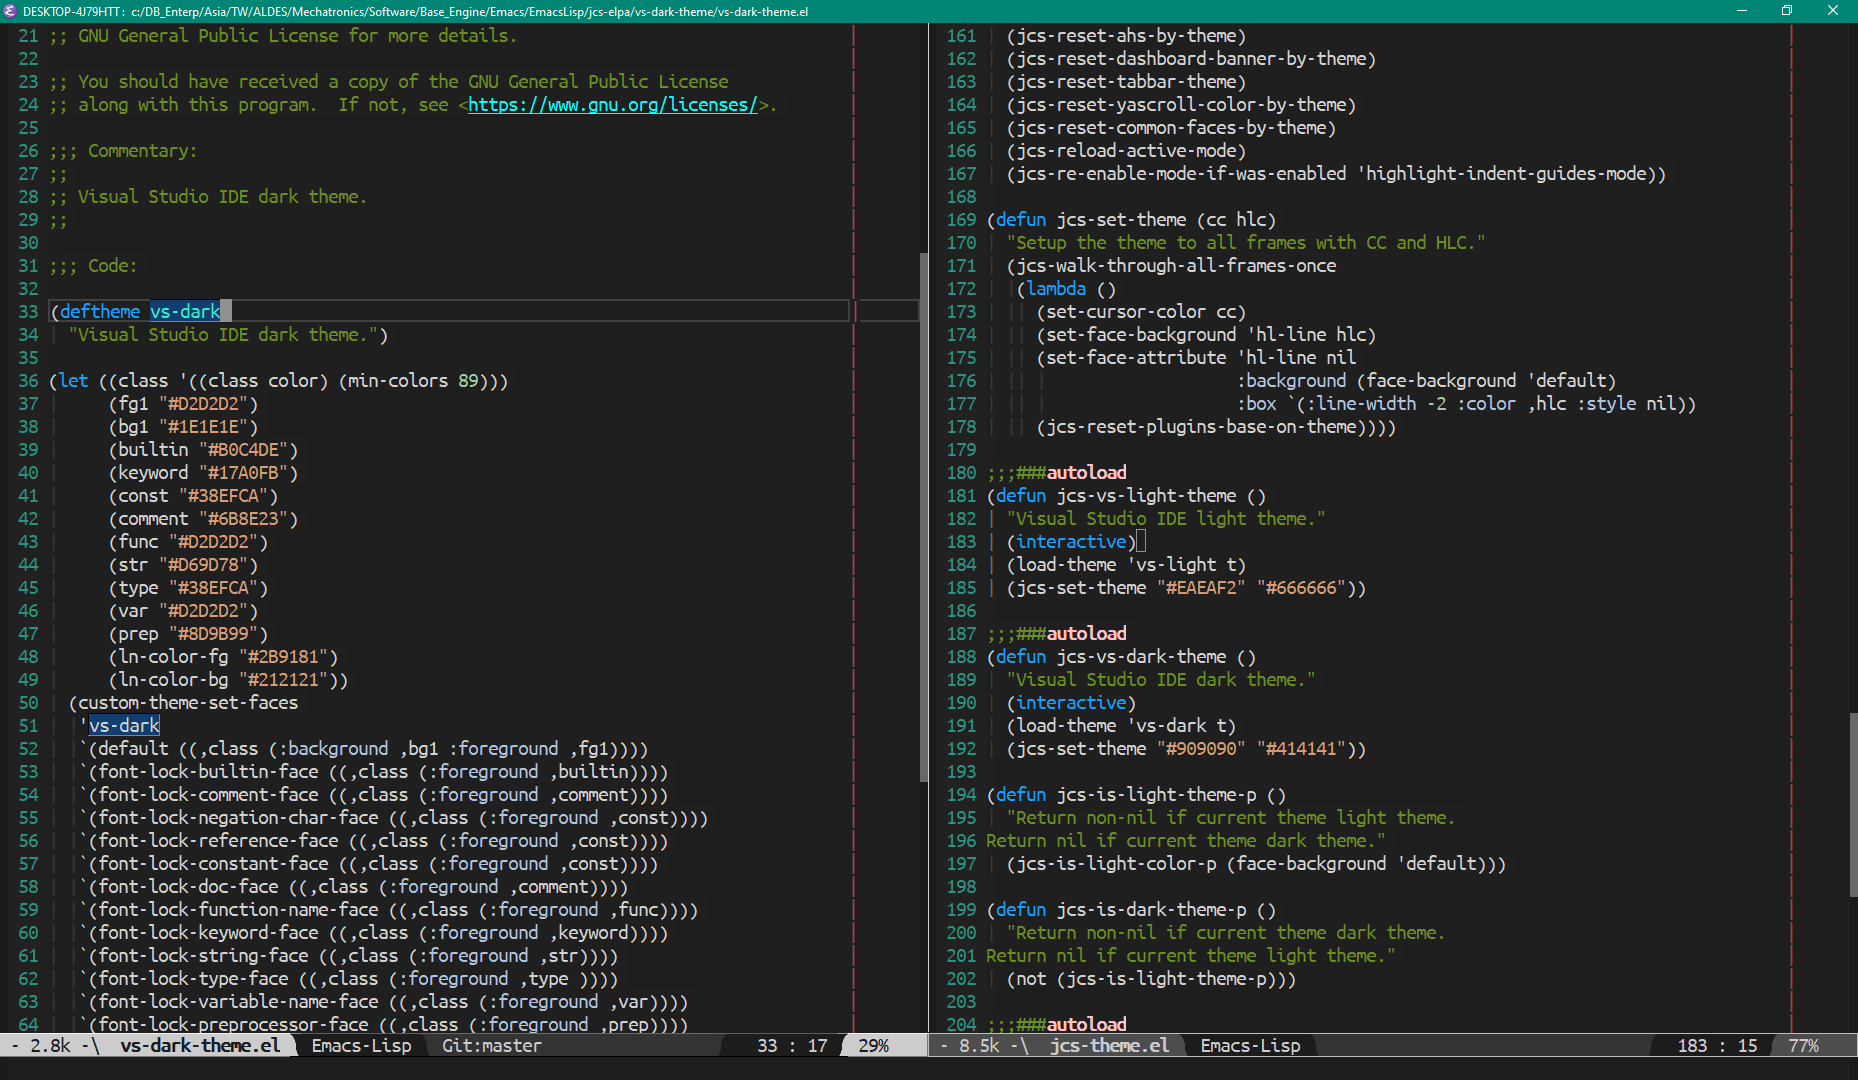 DESKTOP-4J79HTT: c:/DB_Enterp/Asia/TW/ALDES/Mechatronics/Software/Base_Engine/Emacs/EmacsLisp/jcs-elpa/vs-dark-theme/vs-dark-theme.el
21 ;; GNU General Public License for more details.
22
23 ;; You should have received a copy of the GNU General Public License
24 ;; along with this program.  If not, see <https://www.gnu.org/licenses/>.
25
26 ;;; Commentary:
27 ;;
28 ;; Visual Studio IDE dark theme.
29 ;;
30
31 ;;; Code:
32
33 (deftheme vs-dark
34   "Visual Studio IDE dark theme.")
35
36 (let ((class '((class color) (min-colors 89)))
37       (fg1 "#D2D2D2")
38       (bg1 "#1E1E1E")
39       (builtin "#B0C4DE")
40       (keyword "#17A0FB")
41       (const "#38EFCA")
42       (comment "#6B8E23")
43       (func "#D2D2D2")
44       (str "#D69D78")
45       (type "#38EFCA")
46       (var "#D2D2D2")
47       (prep "#8D9B99")
48       (ln-color-fg "#2B9181")
49       (ln-color-bg "#212121"))
50   (custom-theme-set-faces
51    'vs-dark
52    `(default ((,class (:background ,bg1 :foreground ,fg1))))
53    `(font-lock-builtin-face ((,class (:foreground ,builtin))))
54    `(font-lock-comment-face ((,class (:foreground ,comment))))
55    `(font-lock-negation-char-face ((,class (:foreground ,const))))
56    `(font-lock-reference-face ((,class (:foreground ,const))))
57    `(font-lock-constant-face ((,class (:foreground ,const))))
58    `(font-lock-doc-face ((,class (:foreground ,comment))))
59    `(font-lock-function-name-face ((,class (:foreground ,func))))
60    `(font-lock-keyword-face ((,class (:foreground ,keyword))))
61    `(font-lock-string-face ((,class (:foreground ,str))))
62    `(font-lock-type-face ((,class (:foreground ,type ))))
63    `(font-lock-variable-name-face ((,class (:foreground ,var))))
64    `(font-lock-preprocessor-face ((,class (:foreground ,prep))))
- 2.8k -\ vs-dark-theme.el Emacs-Lisp Git:master 33 : 17 29%
161   (jcs-reset-ahs-by-theme)
162   (jcs-reset-dashboard-banner-by-theme)
163   (jcs-reset-tabbar-theme)
164   (jcs-reset-yascroll-color-by-theme)
165   (jcs-reset-common-faces-by-theme)
166   (jcs-reload-active-mode)
167   (jcs-re-enable-mode-if-was-enabled 'highlight-indent-guides-mode))
168
169 (defun jcs-set-theme (cc hlc)
170   "Setup the theme to all frames with CC and HLC."
171   (jcs-walk-through-all-frames-once
172    (lambda ()
173      (set-cursor-color cc)
174      (set-face-background 'hl-line hlc)
175      (set-face-attribute 'hl-line nil
176                          :background (face-background 'default)
177                          :box `(:line-width -2 :color ,hlc :style nil))
178      (jcs-reset-plugins-base-on-theme))))
179
180 ;;;###autoload
181 (defun jcs-vs-light-theme ()
182   "Visual Studio IDE light theme."
183   (interactive)
184   (load-theme 'vs-light t)
185   (jcs-set-theme "#EAEAF2" "#666666"))
186
187 ;;;###autoload
188 (defun jcs-vs-dark-theme ()
189   "Visual Studio IDE dark theme."
190   (interactive)
191   (load-theme 'vs-dark t)
192   (jcs-set-theme "#909090" "#414141"))
193
194 (defun jcs-is-light-theme-p ()
195   "Return non-nil if current theme light theme.
196 Return nil if current theme dark theme."
197   (jcs-is-light-color-p (face-background 'default)))
198
199 (defun jcs-is-dark-theme-p ()
200   "Return non-nil if current theme dark theme.
201 Return nil if current theme light theme."
202   (not (jcs-is-light-theme-p)))
203
204 ;;;###autoload
- 8.5k -\ jcs-theme.el Emacs-Lisp 183 : 15 77%